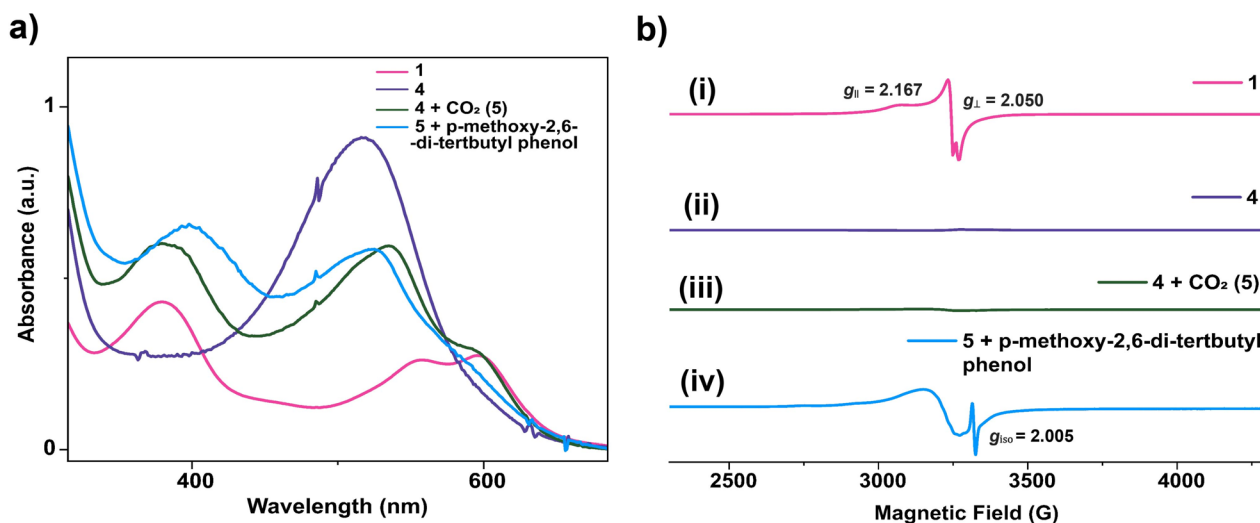 a)
1
4
4 + CO₂ (5)
5 + p-methoxy-2,6-
-di-tertbutyl phenol
Absorbance (a.u.)
1
0
400
600
Wavelength (nm)
b)
(i)
g|| = 2.167
g⊥ = 2.050
1
(ii)
4
(iii)
4 + CO₂ (5)
(iv)
5 + p-methoxy-2,6-di-tertbutyl
phenol
giso = 2.005
2500
3000
3500
4000
Magnetic Field (G)